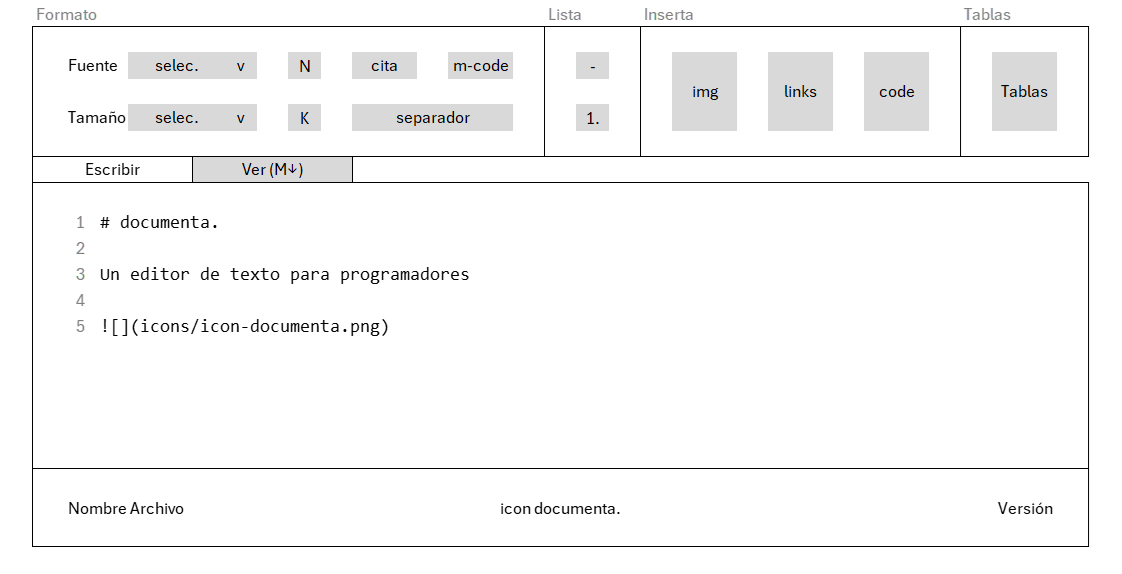 Formato Lista Inserta Tablas
Fuente selec. v N cita m-code - img links code Tablas
Tamaño selec. v K separador 1.
Escribir Ver (M↓)
1 # documenta.
2
3 Un editor de texto para programadores
4
5 ![](icons/icon-documenta.png)
Nombre Archivo icon documenta. Versión